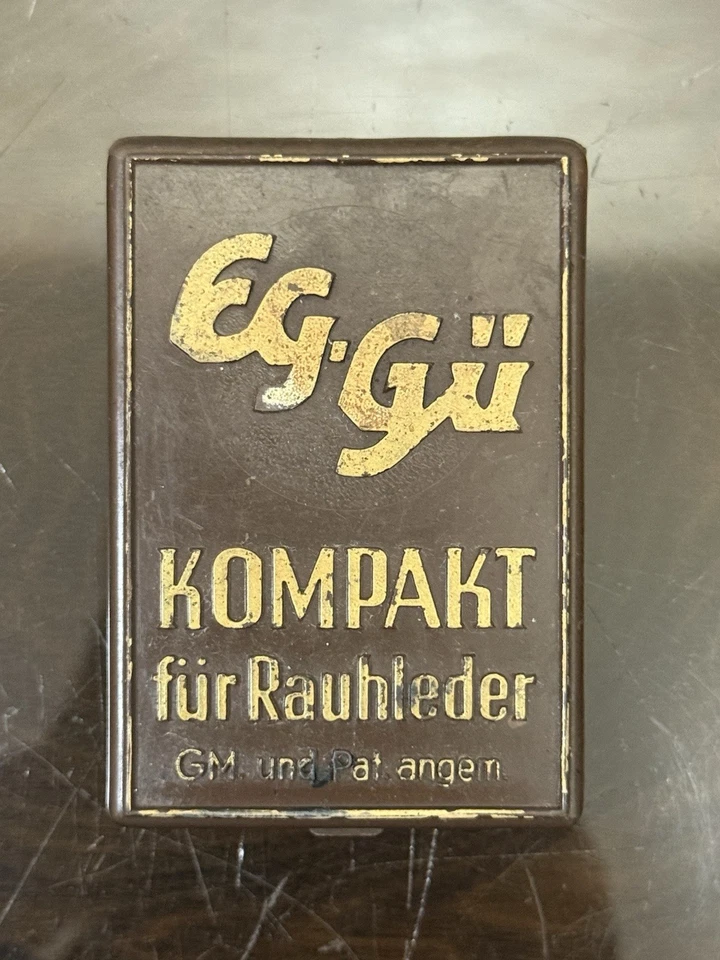 EG-Gü
KOMPAKT
für Rauhleder
GM. und Pat. angem.